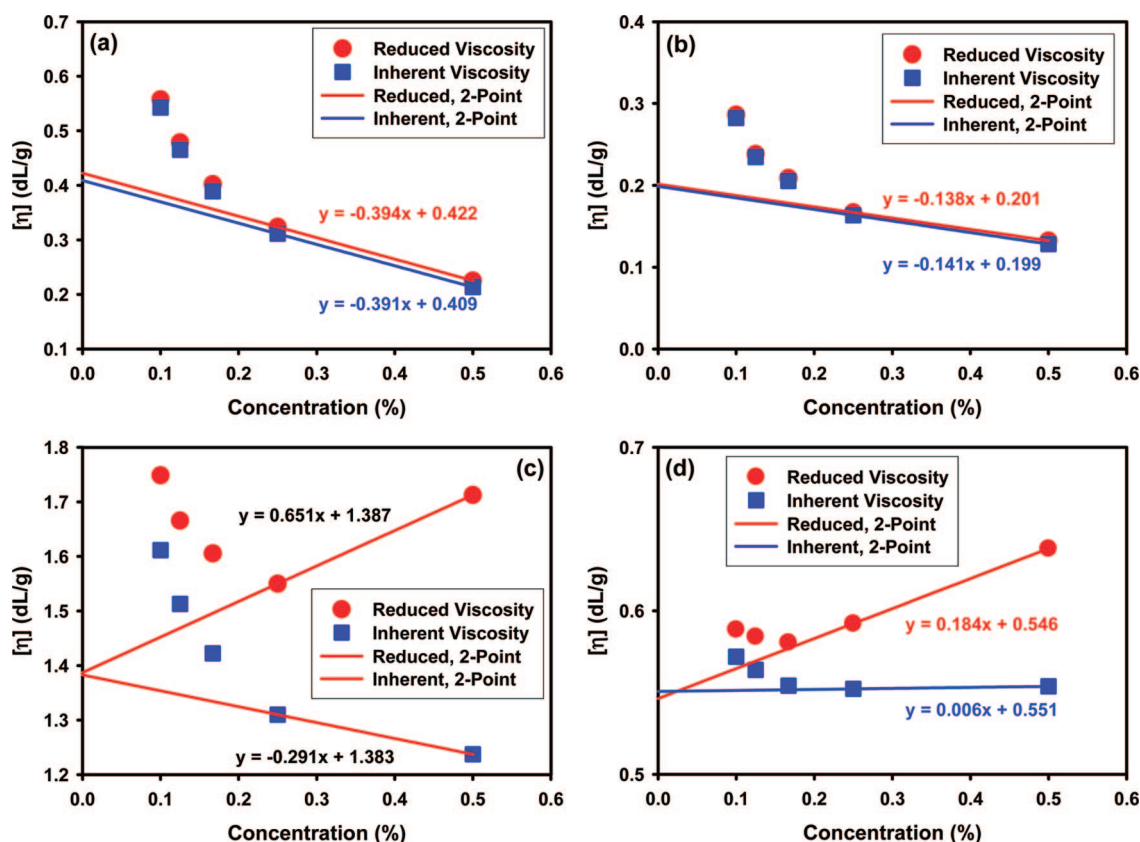 (a)
Reduced Viscosity
Inherent Viscosity
Reduced, 2-Point
Inherent, 2-Point
y = -0.394x + 0.422
y = -0.391x + 0.409
[η] (dL/g)
0.7
0.6
0.5
0.4
0.3
0.2
0.1
0.0 0.1 0.2 0.3 0.4 0.5 0.6
Concentration (%)
(b)
Reduced Viscosity
Inherent Viscosity
Reduced, 2-Point
Inherent, 2-Point
y = -0.138x + 0.201
y = -0.141x + 0.199
[η] (dL/g)
0.4
0.3
0.2
0.1
0.0
0.0 0.1 0.2 0.3 0.4 0.5 0.6
Concentration (%)
(c)
y = 0.651x + 1.387
Reduced Viscosity
Inherent Viscosity
Reduced, 2-Point
Inherent, 2-Point
y = -0.291x + 1.383
[η] (dL/g)
1.8
1.7
1.6
1.5
1.4
1.3
1.2
0.0 0.1 0.2 0.3 0.4 0.5 0.6
Concentration (%)
(d)
Reduced Viscosity
Inherent Viscosity
Reduced, 2-Point
Inherent, 2-Point
y = 0.184x + 0.546
y = 0.006x + 0.551
[η] (dL/g)
0.7
0.6
0.5
0.0 0.1 0.2 0.3 0.4 0.5 0.6
Concentration (%)